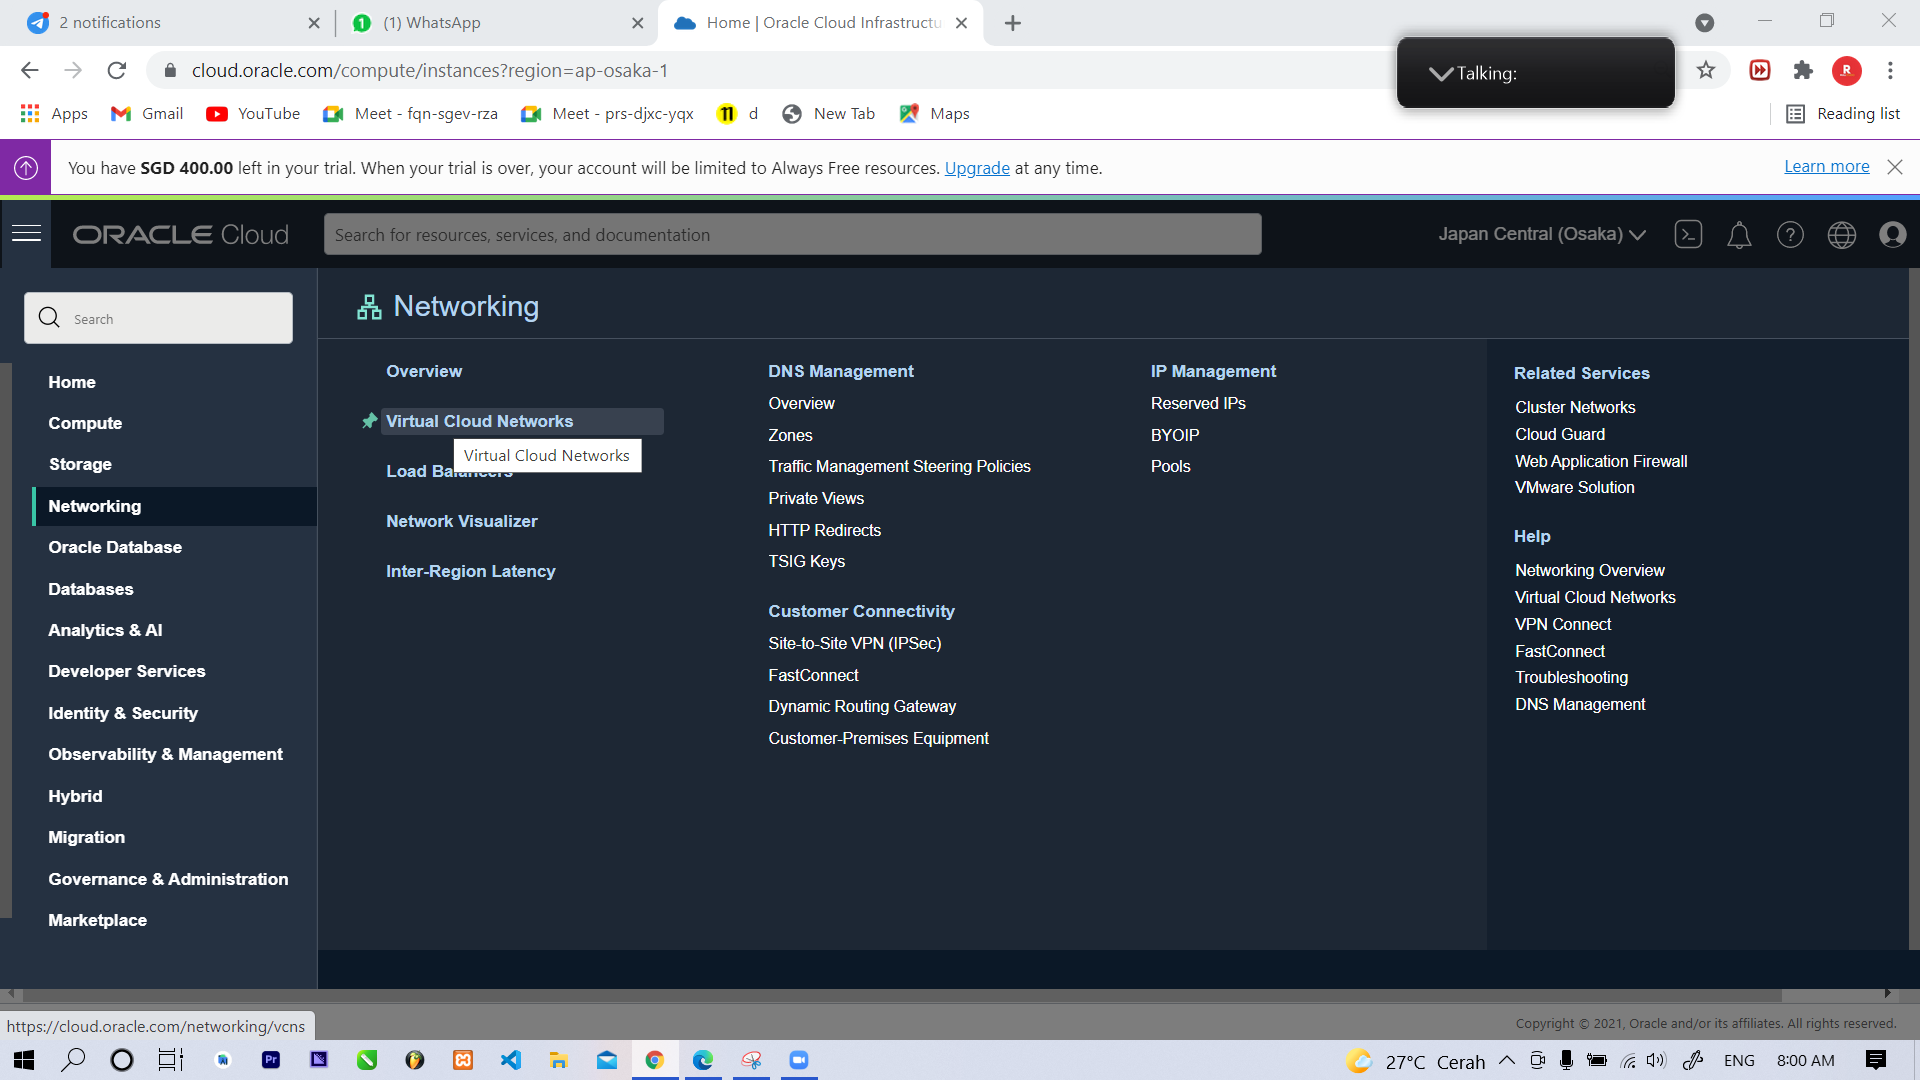 2 notifications
(1) WhatsApp
Home | Oracle Cloud Infrastructu
cloud.oracle.com/compute/instances?region=ap-osaka-1
Talking:
Apps
Gmail
YouTube
Meet - fqn-sgev-rza
Meet - prs-djxc-yqx
d
New Tab
Maps
Reading list
You have SGD 400.00 left in your trial. When your trial is over, your account will be limited to Always Free resources. Upgrade at any time.
Learn more
ORACLE Cloud
Search for resources, services, and documentation
Japan Central (Osaka)
Search
Home
Compute
Storage
Networking
Oracle Database
Databases
Analytics & AI
Developer Services
Identity & Security
Observability & Management
Hybrid
Migration
Governance & Administration
Marketplace
Networking
Overview
Virtual Cloud Networks
Virtual Cloud Networks
Load Balancers
Network Visualizer
Inter-Region Latency
DNS Management
Overview
Zones
Traffic Management Steering Policies
Private Views
HTTP Redirects
TSIG Keys
Customer Connectivity
Site-to-Site VPN (IPSec)
FastConnect
Dynamic Routing Gateway
Customer-Premises Equipment
IP Management
Reserved IPs
BYOIP
Pools
Related Services
Cluster Networks
Cloud Guard
Web Application Firewall
VMware Solution
Help
Networking Overview
Virtual Cloud Networks
VPN Connect
FastConnect
Troubleshooting
DNS Management
https://cloud.oracle.com/networking/vcns
Copyright © 2021, Oracle and/or its affiliates. All rights reserved.
27°C Cerah
ENG
8:00 AM